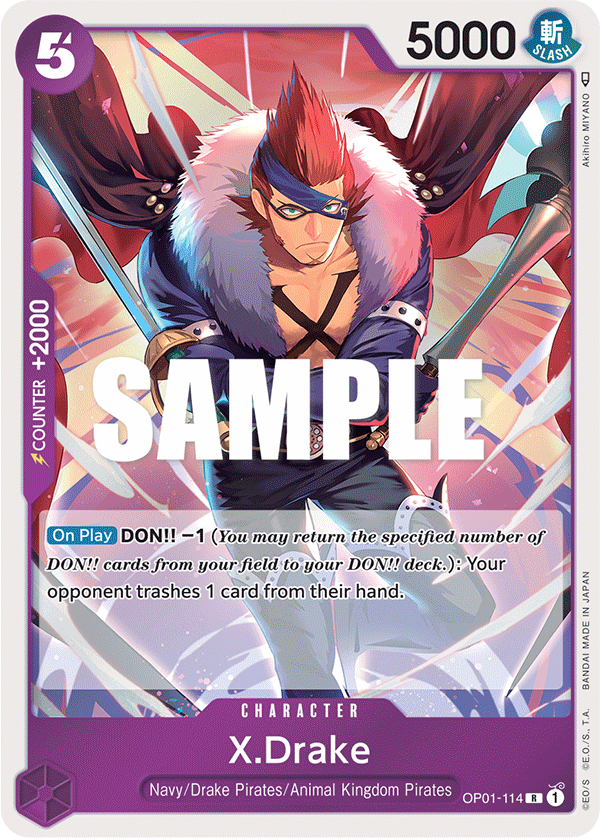 5
5000
斬
SLASH
Akihiro MIYANO
COUNTER +2000
SAMPLE
On Play DON!! −1 (You may return the specified number of
DON!! cards from your field to your DON!! deck.): Your
opponent trashes 1 card from their hand.
CHARACTER
X.Drake
Navy/Drake Pirates/Animal Kingdom Pirates
OP01-114 R 1
©E.O/S ©E.O./S., T.A. BANDAI MADE IN JAPAN